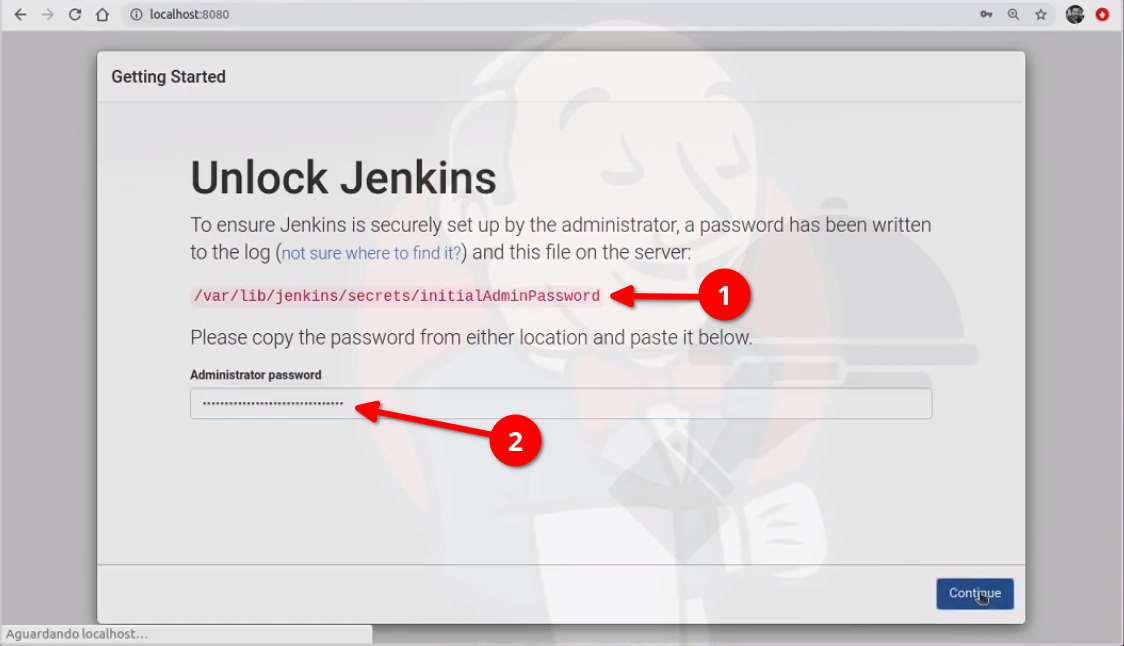 localhost:8080
Getting Started
Unlock Jenkins
To ensure Jenkins is securely set up by the administrator, a password has been written
to the log (not sure where to find it?) and this file on the server:
/var/lib/jenkins/secrets/initialAdminPassword
1
Please copy the password from either location and paste it below.
Administrator password
2
Continue
Aguardando localhost...